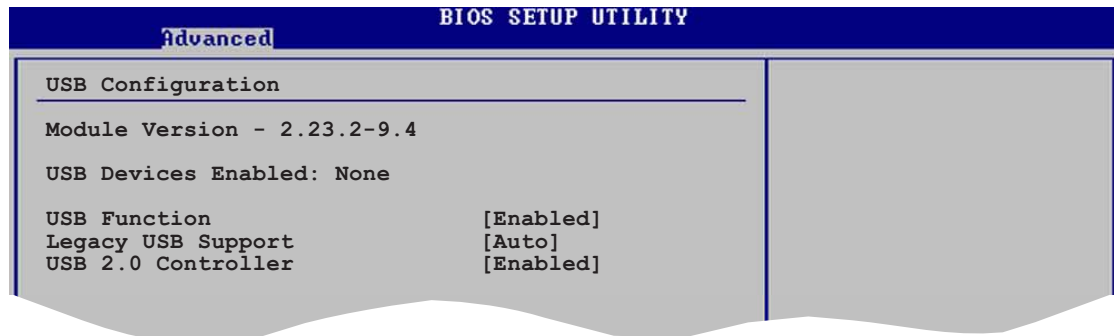 BIOS SETUP UTILITY
Advanced
USB Configuration
Module Version - 2.23.2-9.4
USB Devices Enabled: None
USB Function [Enabled]
Legacy USB Support [Auto]
USB 2.0 Controller [Enabled]